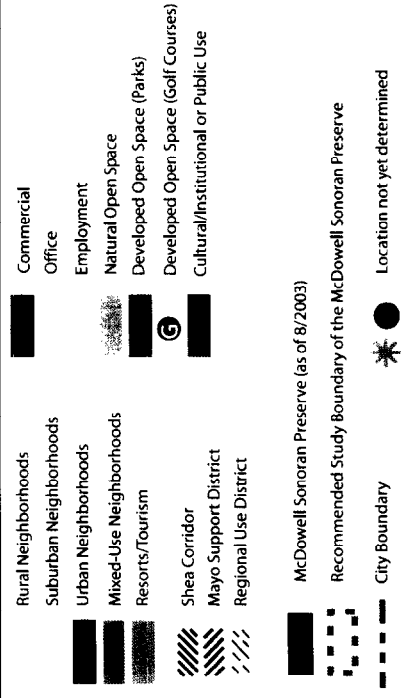 Rural Neighborhoods
Suburban Neighborhoods
Urban Neighborhoods
Mixed-Use Neighborhoods
Resorts/Tourism
Shea Corridor
Mayo Support District
Regional Use District
Commercial
Office
Employment
Natural Open Space
Developed Open Space (Parks)
G Developed Open Space (Golf Courses)
Cultural/Institutional or Public Use
McDowell Sonoran Preserve (as of 8/2003)
Recommended Study Boundary of the McDowell Sonoran Preserve
City Boundary
Location not yet determined